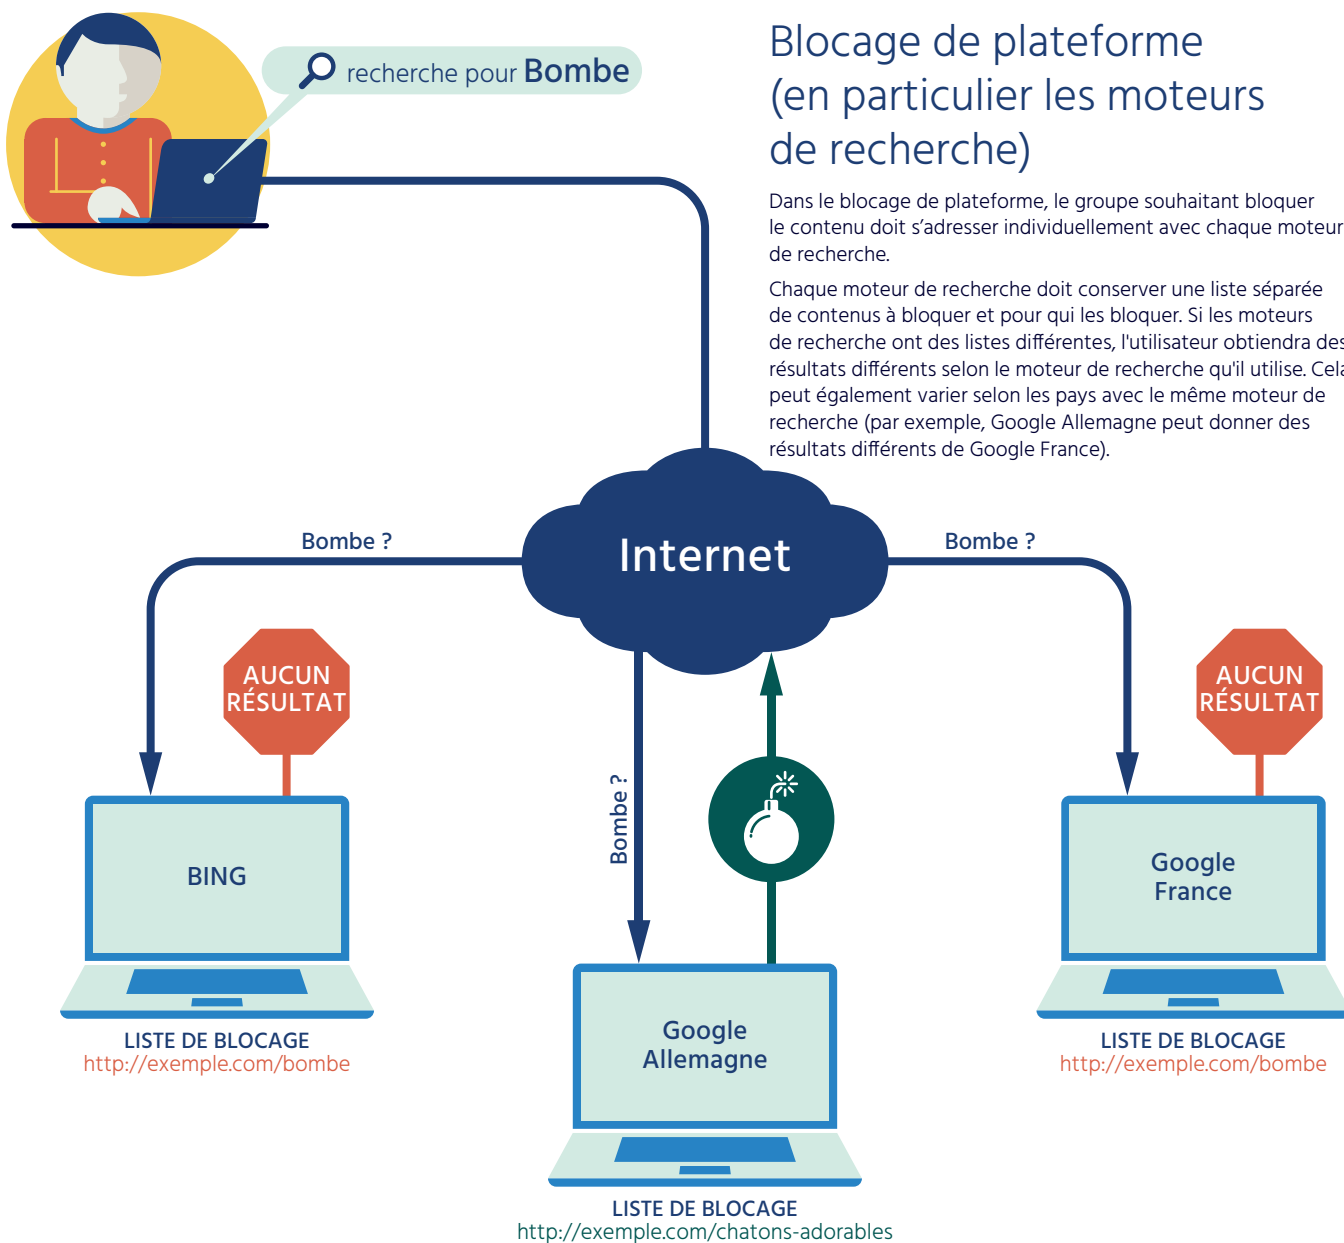 recherche pour Bombe
Blocage de plateforme
(en particulier les moteurs
de recherche)
Dans le blocage de plateforme, le groupe souhaitant bloquer
le contenu doit s’adresser individuellement avec chaque moteur
de recherche.
Chaque moteur de recherche doit conserver une liste séparée
de contenus à bloquer et pour qui les bloquer. Si les moteurs
de recherche ont des listes différentes, l'utilisateur obtiendra des
résultats différents selon le moteur de recherche qu'il utilise. Cela
peut également varier selon les pays avec le même moteur de
recherche (par exemple, Google Allemagne peut donner des
résultats différents de Google France).
Internet
Bombe ?
Bombe ?
Bombe ?
AUCUN
RÉSULTAT
AUCUN
RÉSULTAT
BING
LISTE DE BLOCAGE
http://exemple.com/bombe
Google
Allemagne
LISTE DE BLOCAGE
http://exemple.com/chatons-adorables
Google
France
LISTE DE BLOCAGE
http://exemple.com/bombe